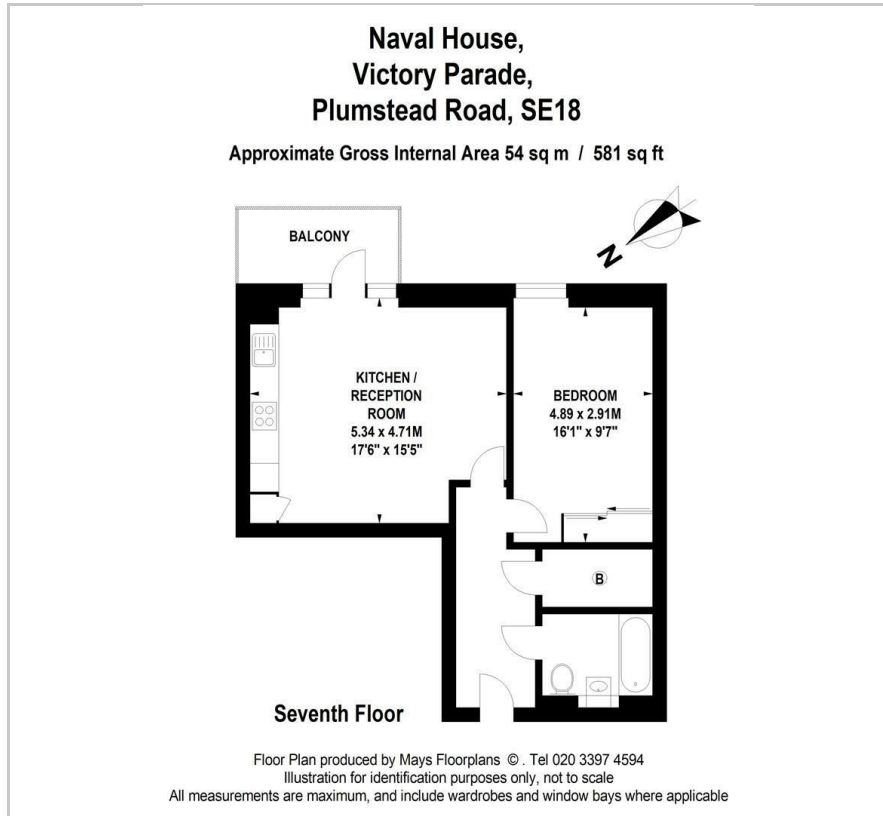 Naval House,
Victory Parade,
Plumstead Road, SE18
Approximate Gross Internal Area 54 sq m / 581 sq ft
BALCONY
N
KITCHEN /
RECEPTION
ROOM
5.34 x 4.71M
17'6" x 15'5"
BEDROOM
4.89 x 2.91M
16'1" x 9'7"
B
Seventh Floor
Floor Plan produced by Mays Floorplans © . Tel 020 3397 4594
Illustration for identification purposes only, not to scale
All measurements are maximum, and include wardrobes and window bays where applicable